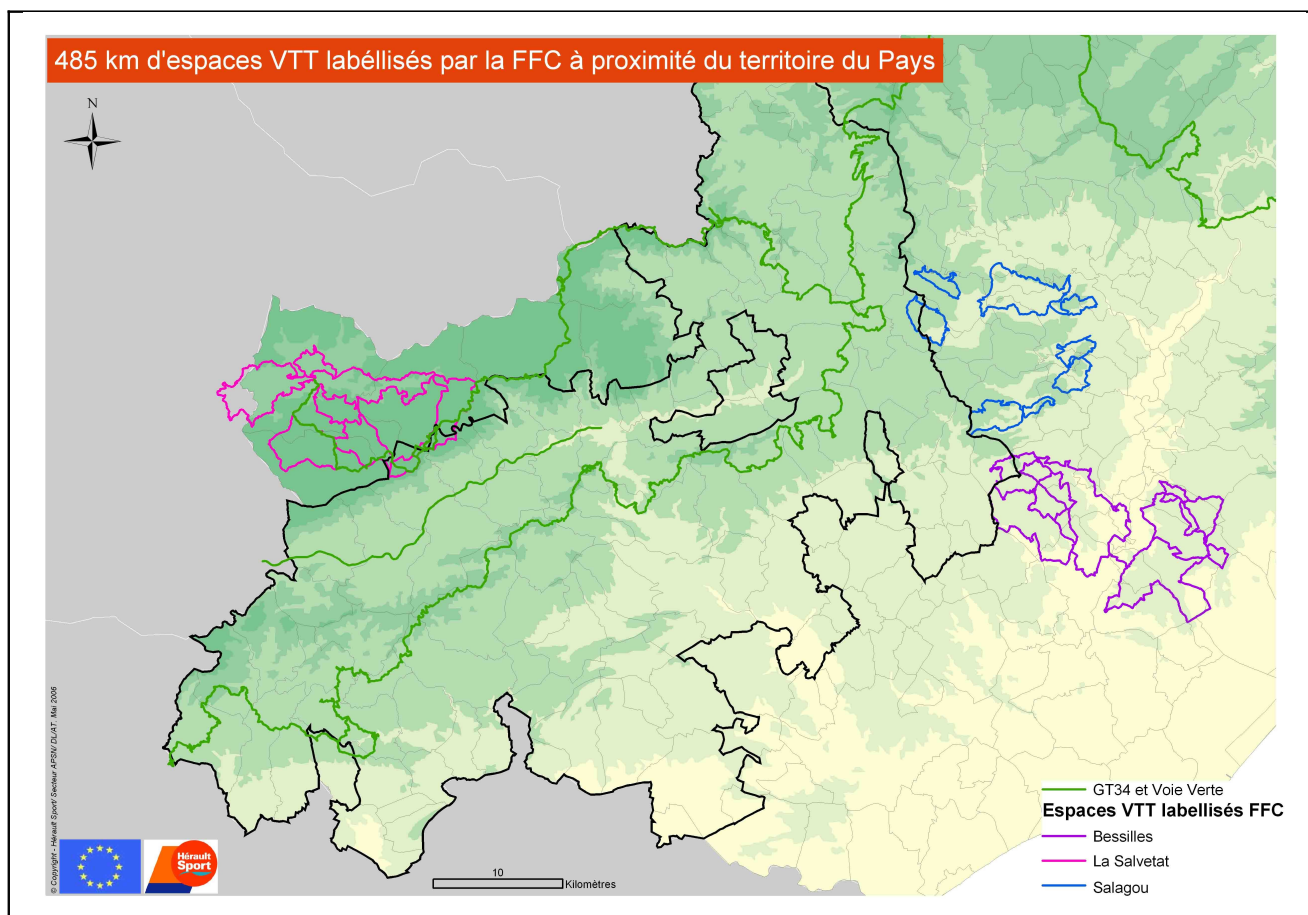 485 km d'espaces VTT labéllisés par la FFC à proximité du territoire du Pays
N
© Copyright - Hérault Sport/ Secteur APSN/ DL/AT. Mai 2006
Hérault
Sport
10
Kilomètres
GT34 et Voie Verte
Espaces VTT labellisés FFC
Bessilles
La Salvetat
Salagou